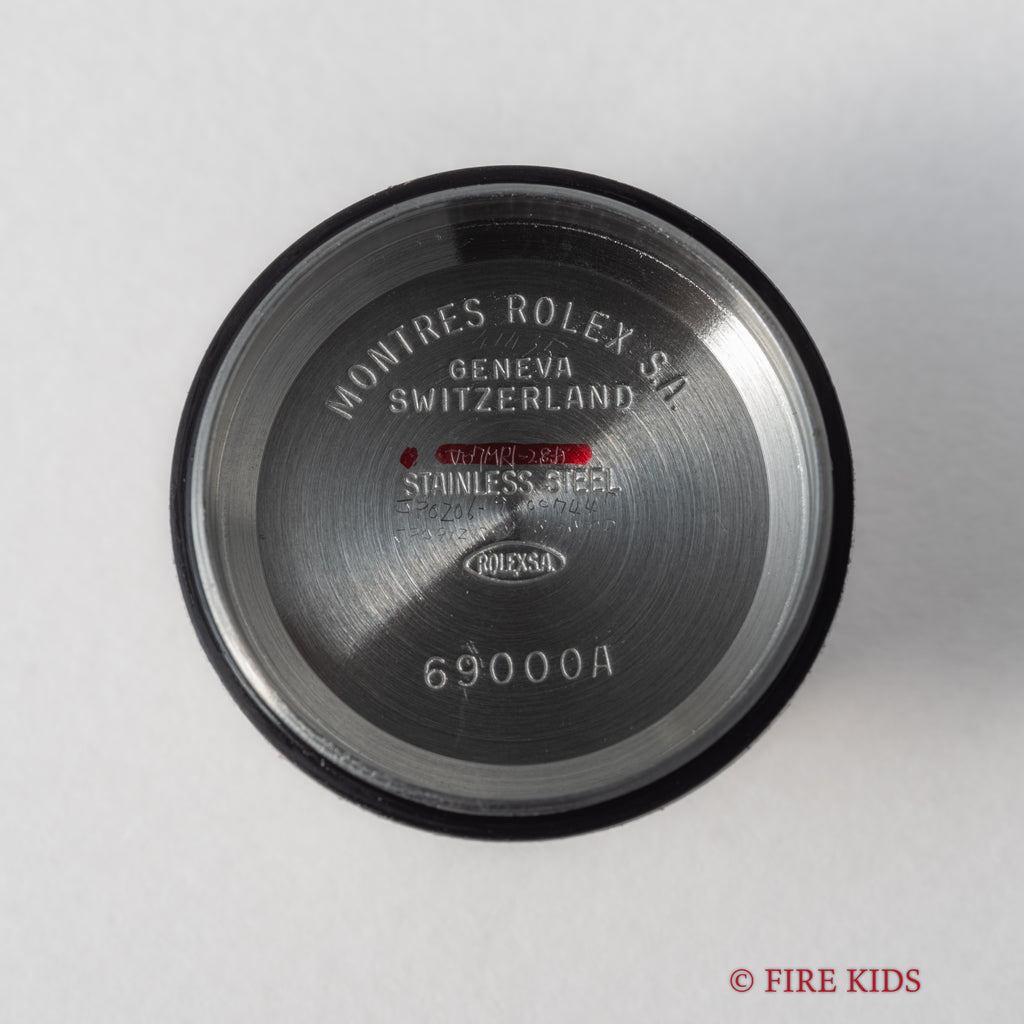 MONTRES ROLEX S.A.
GENEVA
SWITZERLAND
STAINLESS STEEL
ROLEX S.A.
69000A
© FIRE KIDS